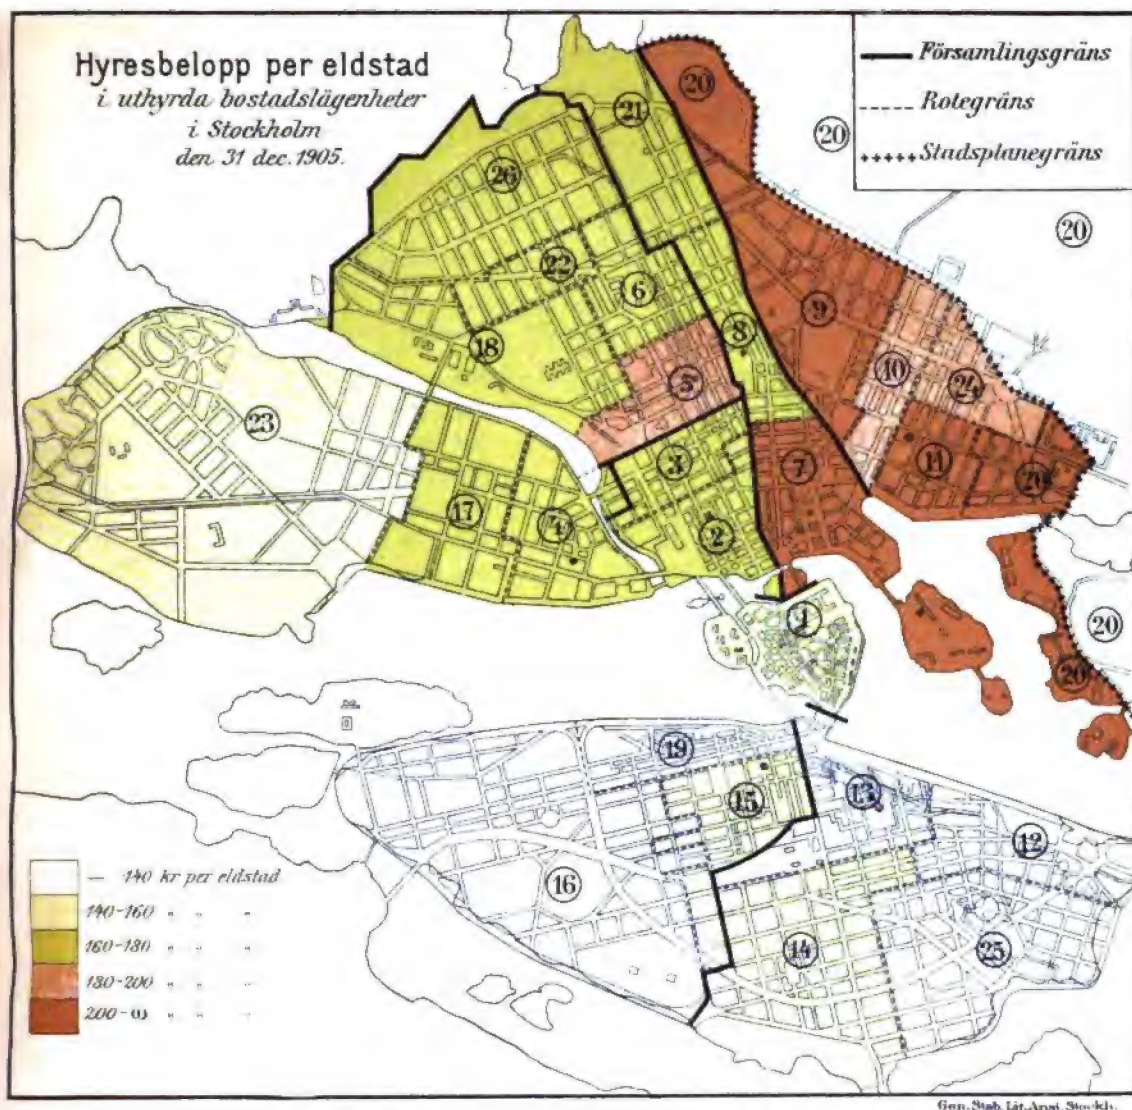 Hyresbelopp per eldstad
i uthyrda bostadslägenheter
i Stockholm
den 31 dec. 1905.
Församlingsgräns
Rotegräns
Stadsplanegräns
20
20
20
21
26
22
6
9
8
18
10
24
5
23
3
7
11
20
17
4
2
1
20
20
19
15
13
12
16
14
25
— 140 kr per eldstad
140-160 " " "
160-180 " " "
180-200 " " "
200-ω " " "
Gen. Stab. Lit. Anst. Stockh.